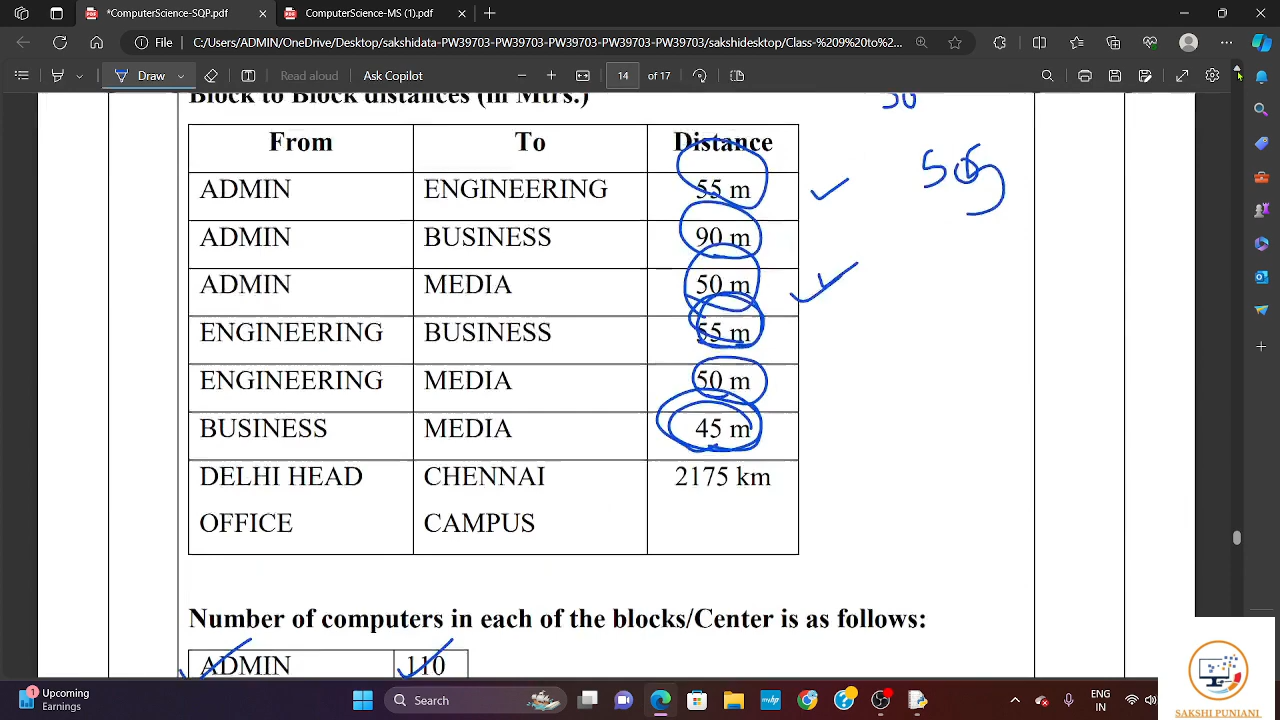 *ComputerScience-SQP.pdf
ComputerScience-MS (1).pdf
File
C:/Users/ADMIN/OneDrive/Desktop/sakshidata-PW39703-PW39703-PW39703-PW39703/sakshidesktop/Class-%209%20to%2...
Draw
Read aloud
Ask Copilot
14
of 17
Block to Block distances (in Mtrs.)
50
From To Distance
ADMIN ENGINEERING 55 m
ADMIN BUSINESS 90 m
ADMIN MEDIA 50 m
ENGINEERING BUSINESS 55 m
ENGINEERING MEDIA 50 m
BUSINESS MEDIA 45 m
DELHI HEAD CHENNAI 2175 km
OFFICE CAMPUS
Number of computers in each of the blocks/Center is as follows:
ADMIN 110
Upcoming
Earnings
Search
ENG
IN
SAKSHI PUNIANI